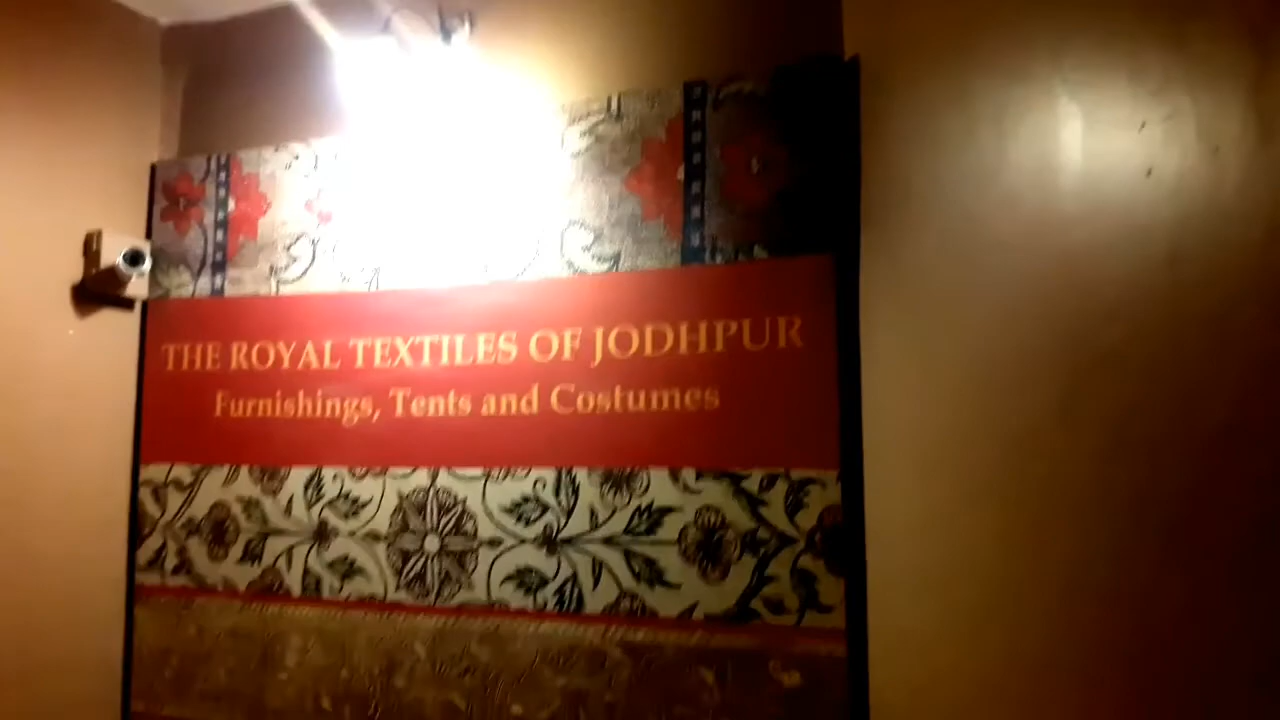 THE ROYAL TEXTILES OF JODHPUR
Furnishings, Tents and Costumes